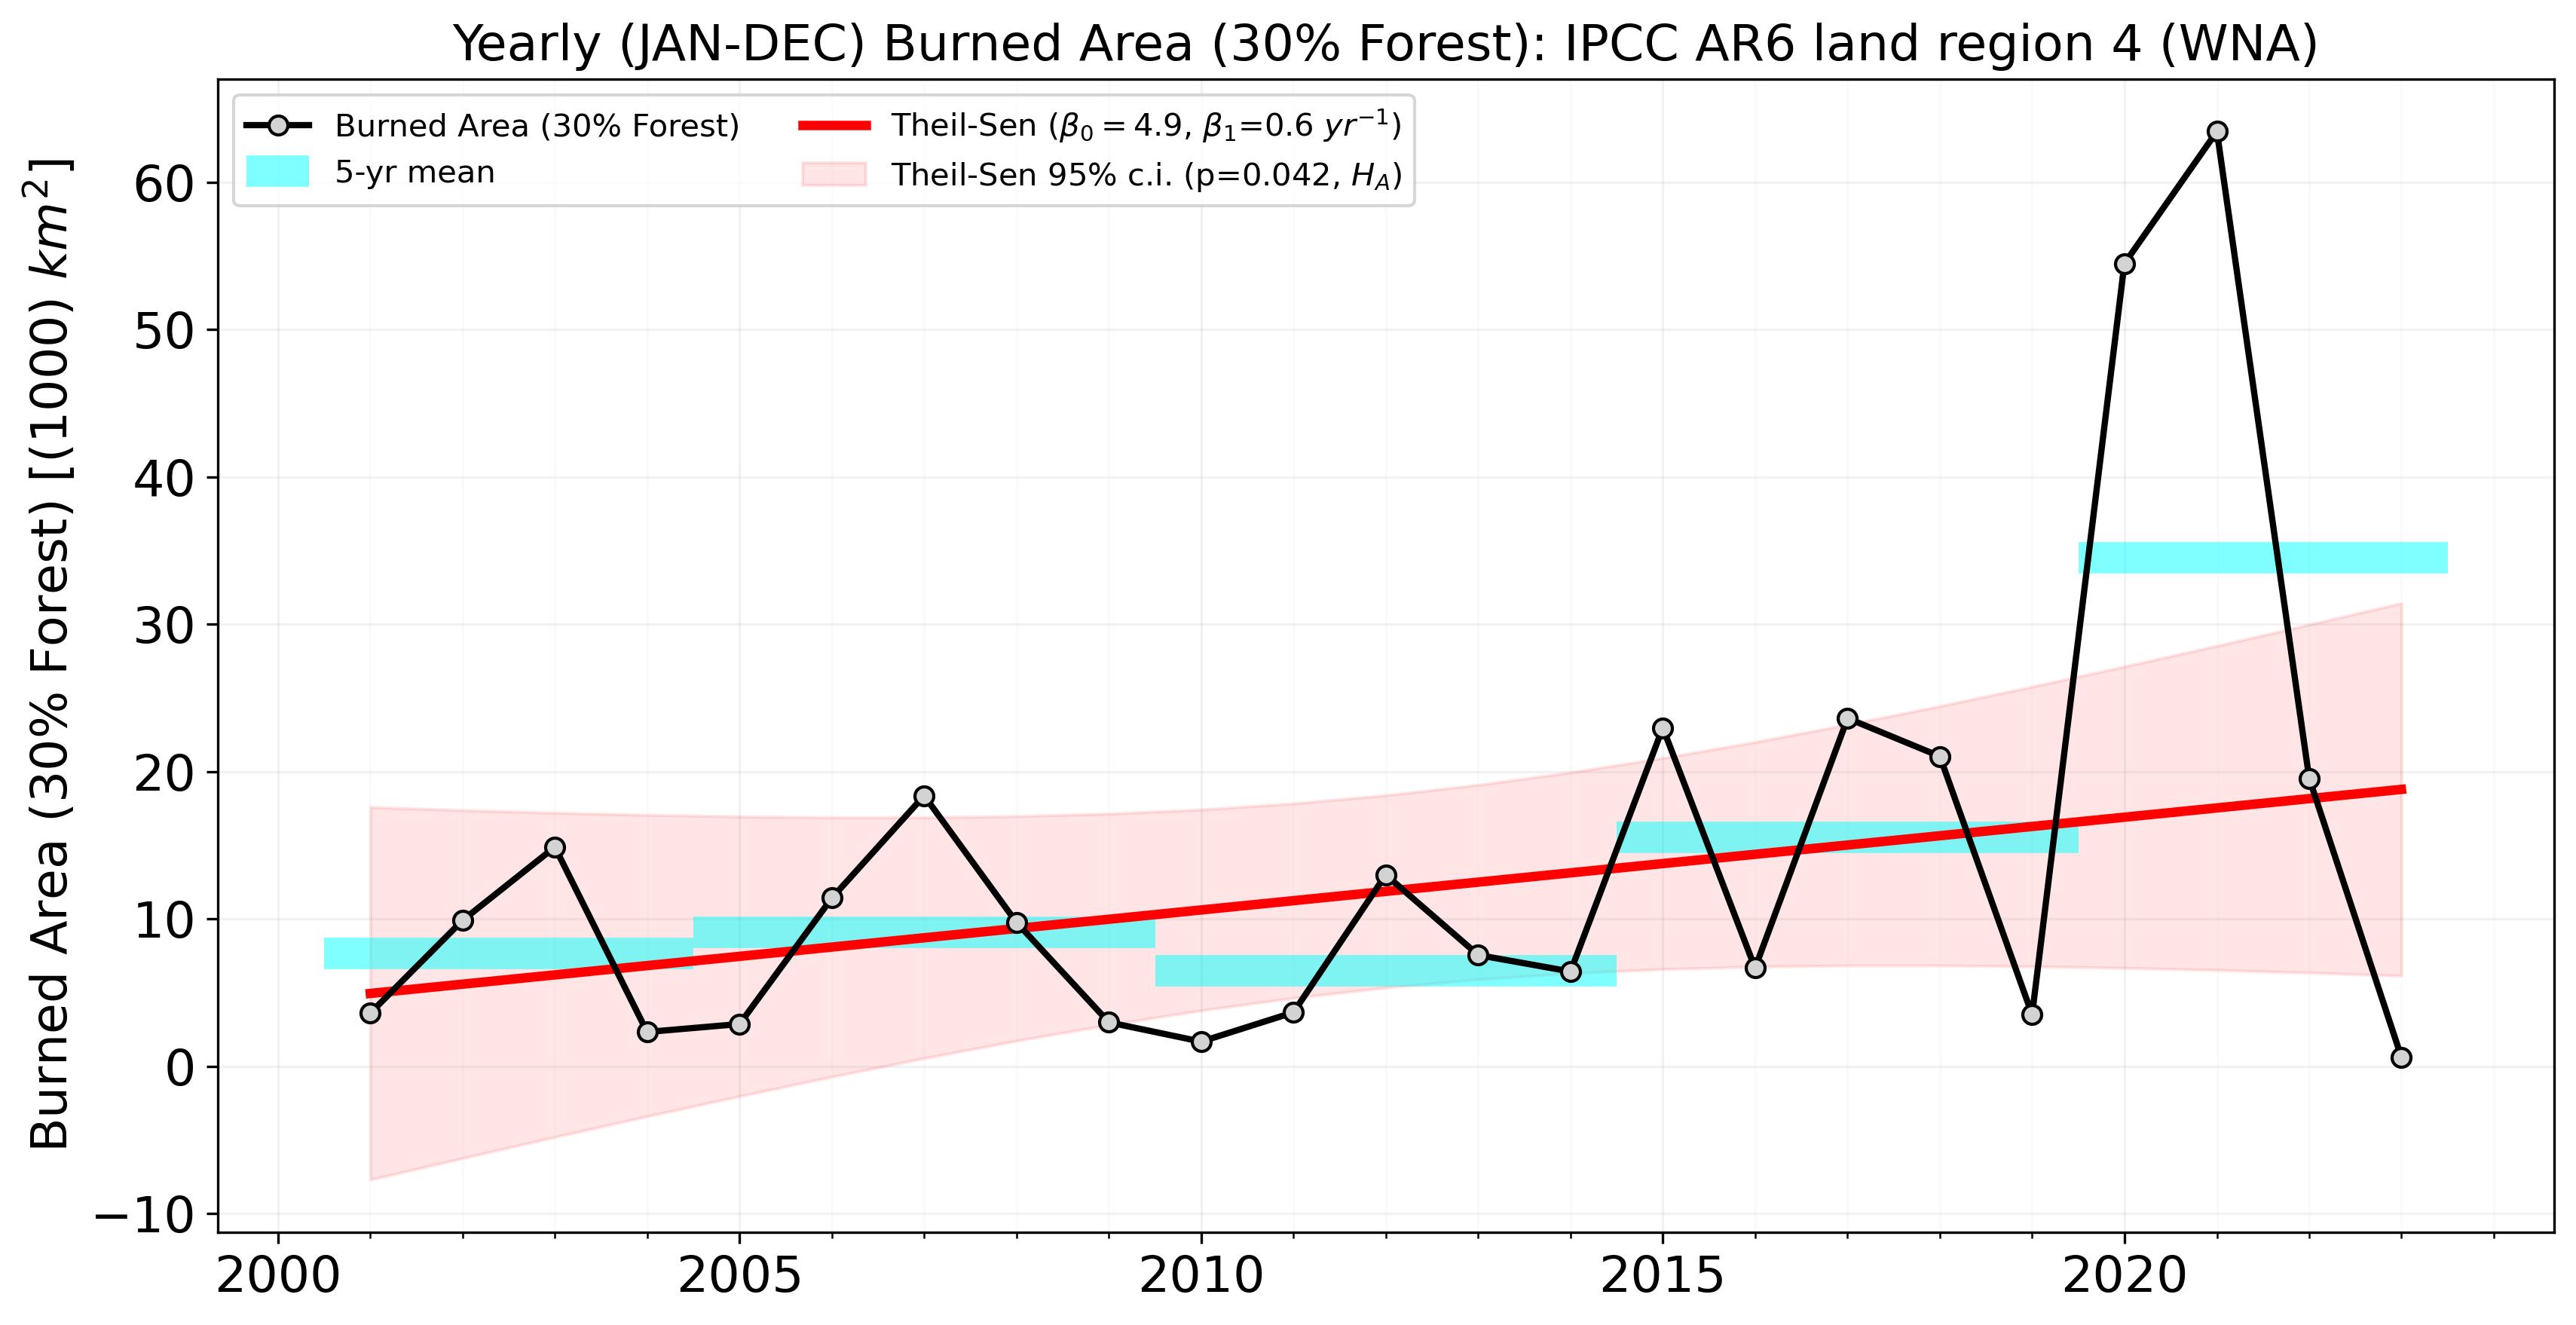 Yearly (JAN-DEC) Burned Area (30% Forest): IPCC AR6 land region 4 (WNA)
Burned Area (30% Forest)
5-yr mean
Theil-Sen (β₀ = 4.9, β₁=0.6 yr⁻¹)
Theil-Sen 95% c.i. (p=0.042, H_A)
Burned Area (30% Forest) [(1000) km²]
60
50
40
30
20
10
0
−10
2000 2005 2010 2015 2020